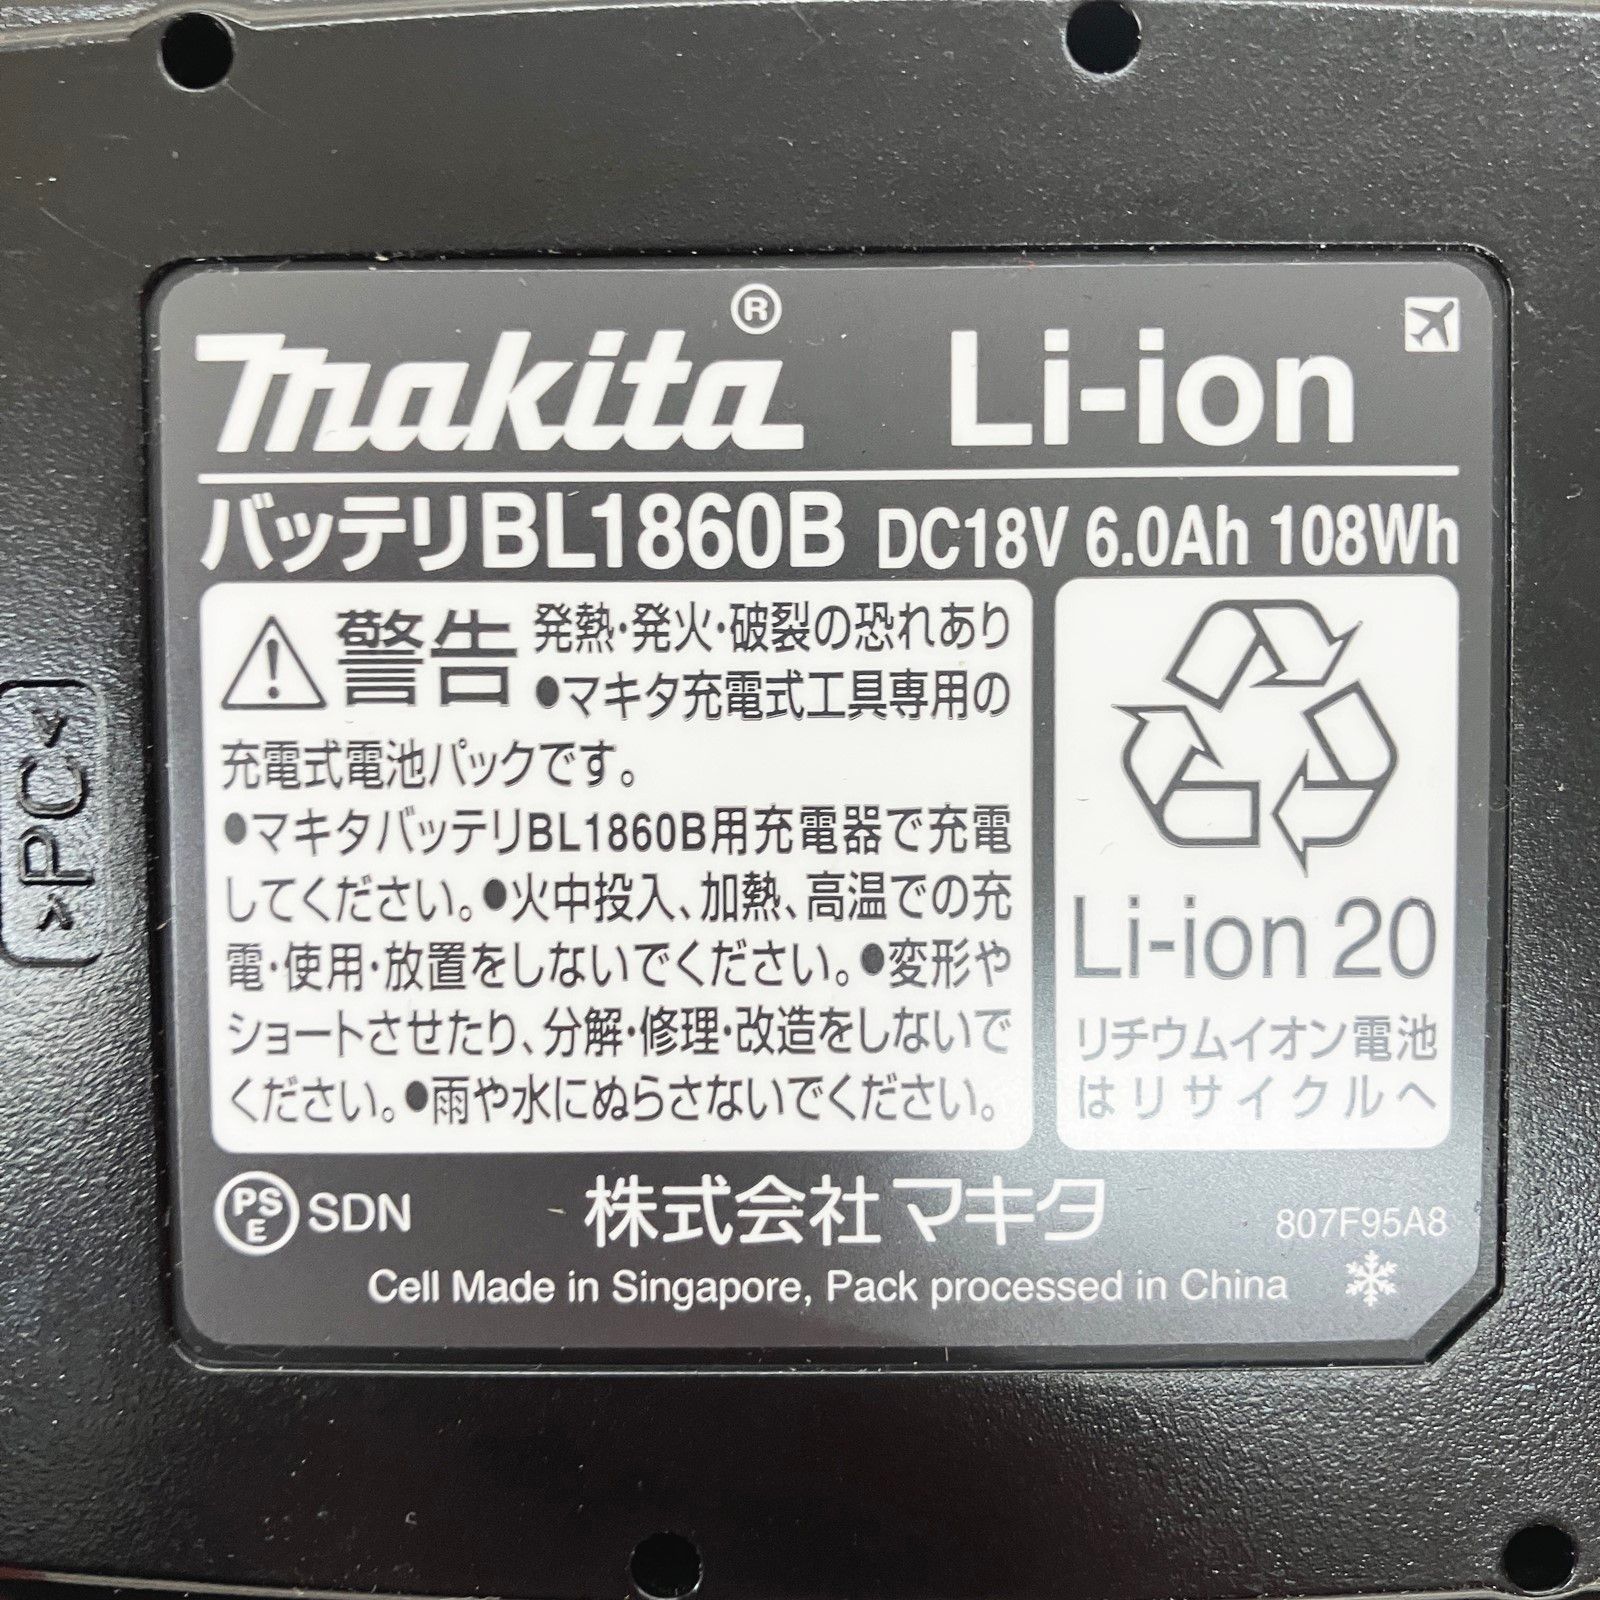 makita® Li-ion
バッテリBL1860B DC18V 6.0Ah 108Wh
警告 発熱・発火・破裂の恐れあり
●マキタ充電式工具専用の
充電式電池パックです。
●マキタバッテリBL1860B用充電器で充電
してください。●火中投入、加熱、高温での充
電・使用・放置をしないでください。●変形や
ショートさせたり、分解・修理・改造をしないで
ください。●雨や水にぬらさないでください。
Li-ion 20
リチウムイオン電池
はリサイクルへ
PSE SDN 株式会社マキタ 807F95A8
Cell Made in Singapore, Pack processed in China
>PC<